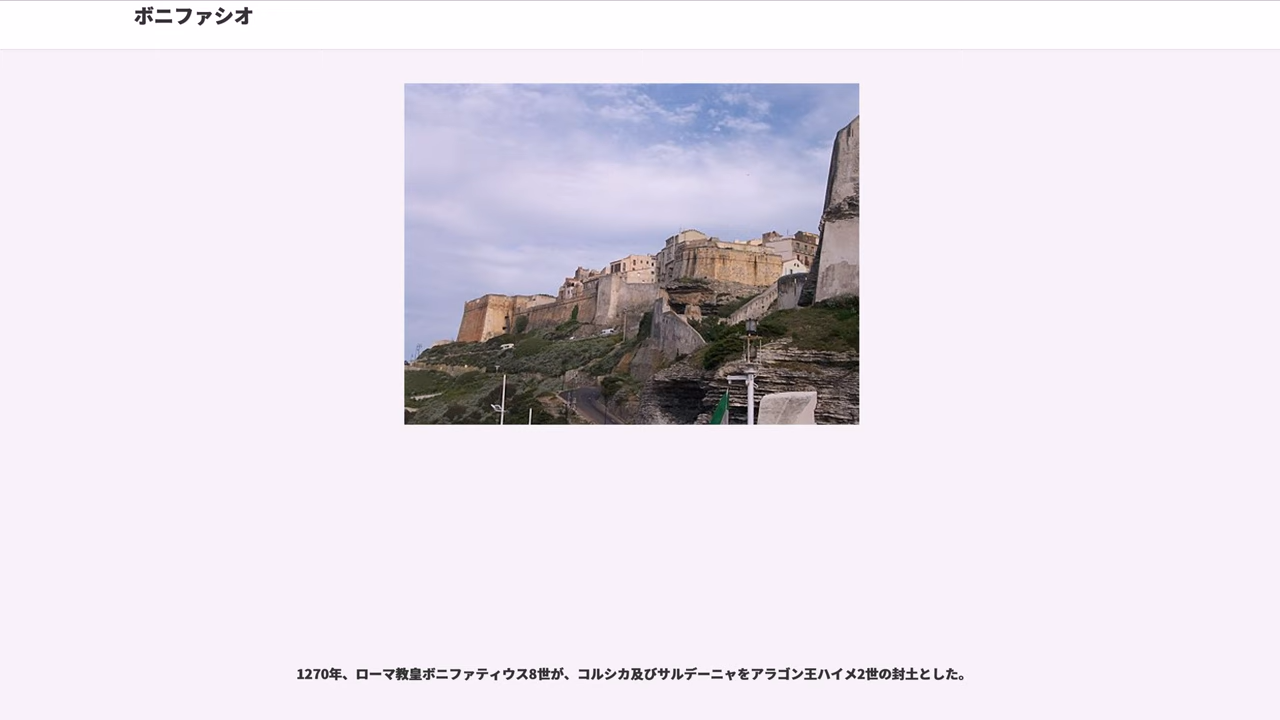 ボニファシオ
1270年、ローマ教皇ボニファティウス8世が、コルシカ及びサルデーニャをアラゴン王ハイメ2世の封土とした。